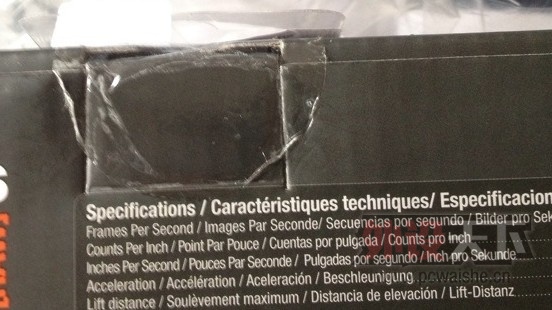 Specifications / Caractéristiques techniques/ Especificacion
Frames Per Second / Images Par Seconde/ Secuencias por segundo / Bilder pro Sek
Counts Per Inch / Point Par Pouce / Cuentas por pulgada / Counts pro Inch
Inches Per Second / Pouces Par Seconde / Pulgadas por segundo / Inch pro Sekunde
Acceleration / Accélération / Aceleración / Beschleunigung
Lift distance / Soulèvement maximum / Distancia de elevación / Lift-Distanz
pcwaishe.cn